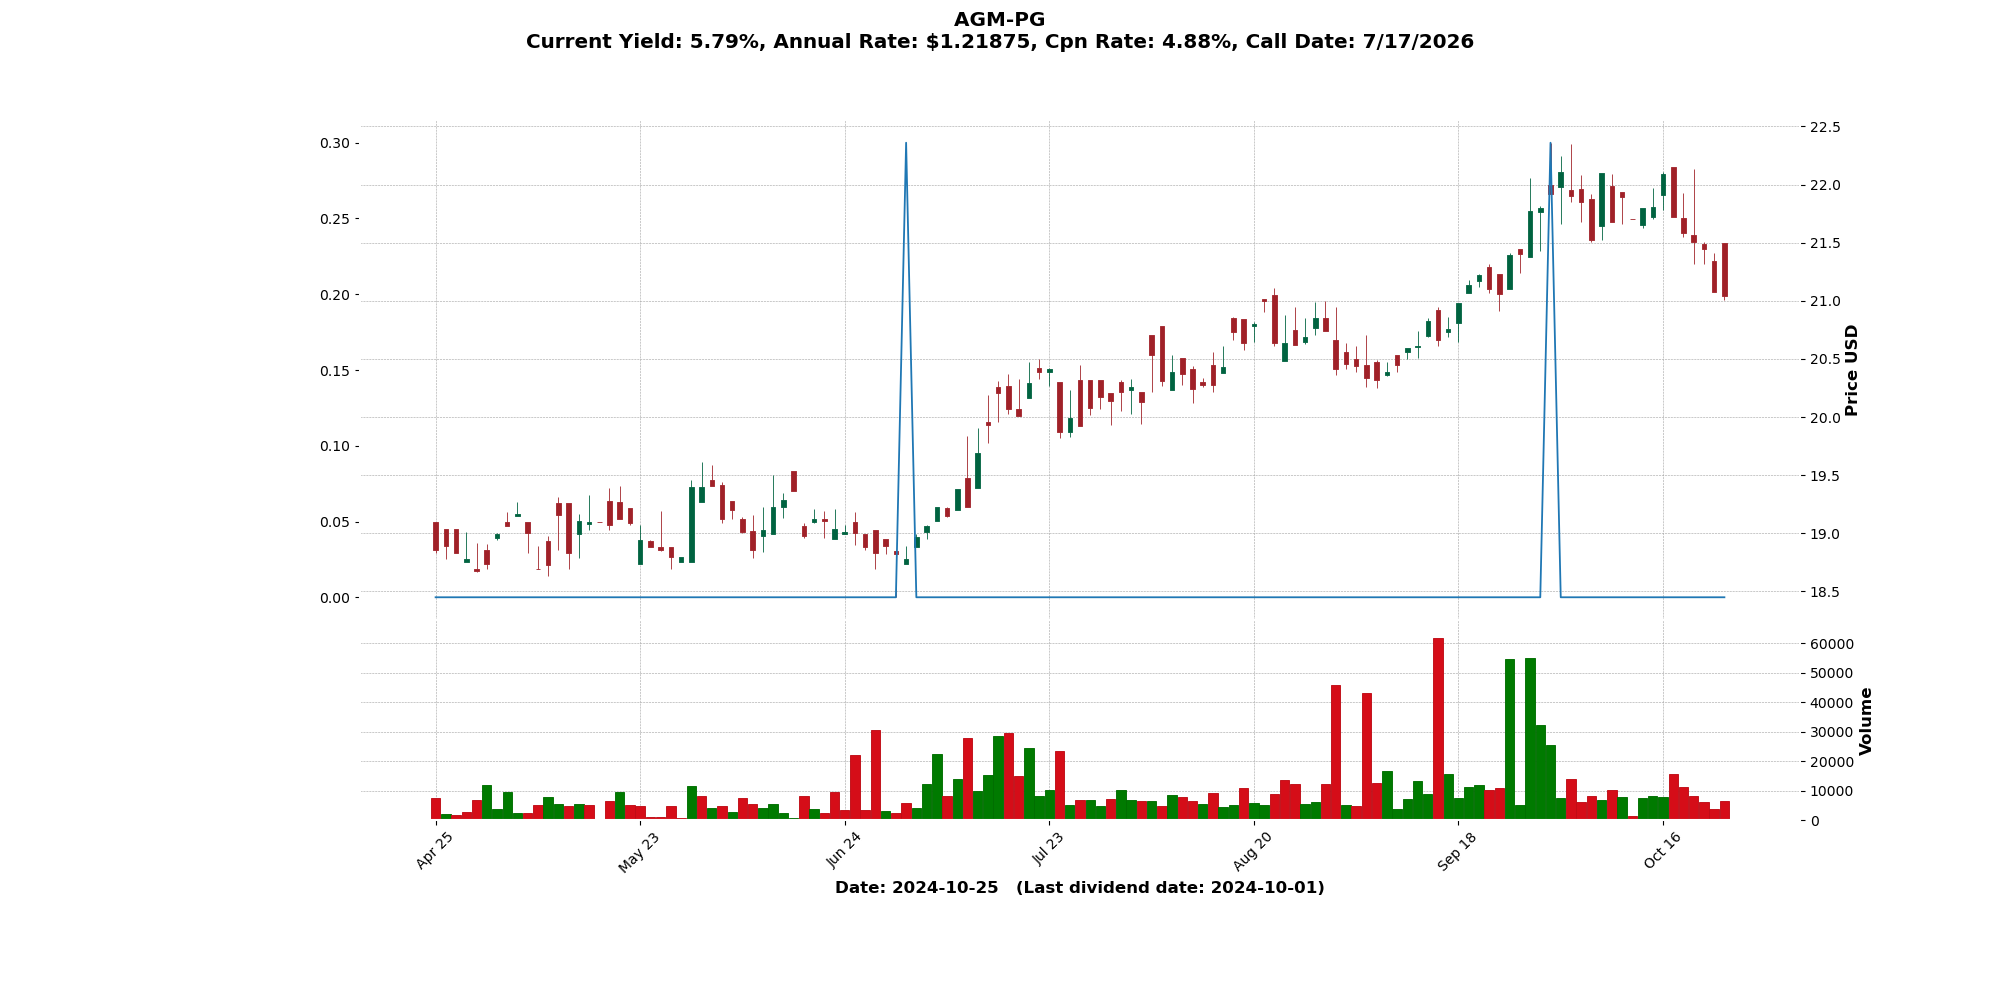 AGM-PG
Current Yield: 5.79%, Annual Rate: $1.21875, Cpn Rate: 4.88%, Call Date: 7/17/2026
0.30
0.25
0.20
0.15
0.10
0.05
0.00
22.5
22.0
21.5
21.0
20.5
20.0
19.5
19.0
18.5
Price USD
60000
50000
40000
30000
20000
10000
0
Volume
Apr 25
May 23
Jun 24
Jul 23
Aug 20
Sep 18
Oct 16
Date: 2024-10-25 (Last dividend date: 2024-10-01)